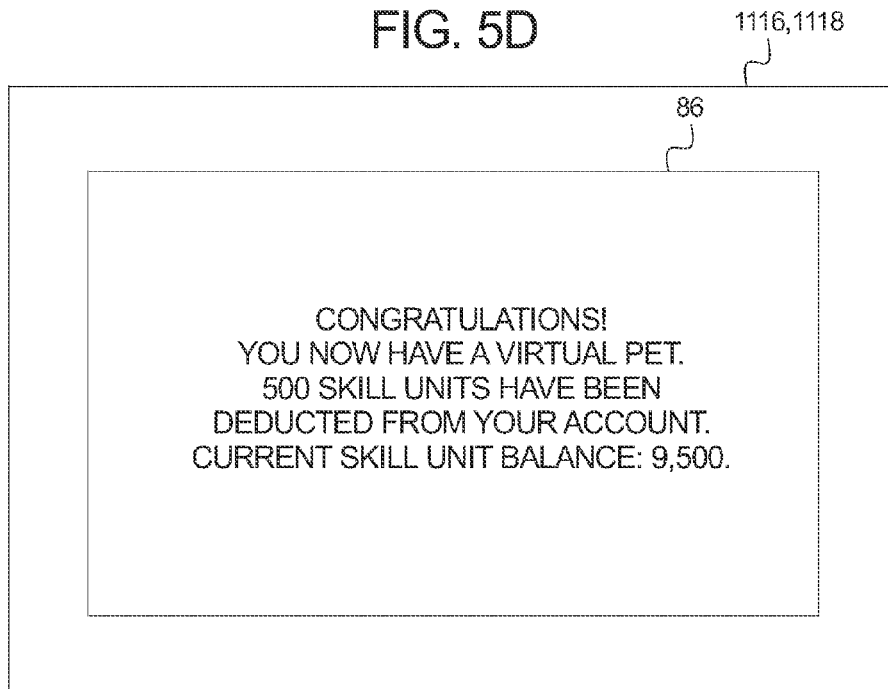 FIG. 5D
1116,1118
86
CONGRATULATIONS!
YOU NOW HAVE A VIRTUAL PET.
500 SKILL UNITS HAVE BEEN
DEDUCTED FROM YOUR ACCOUNT.
CURRENT SKILL UNIT BALANCE: 9,500.